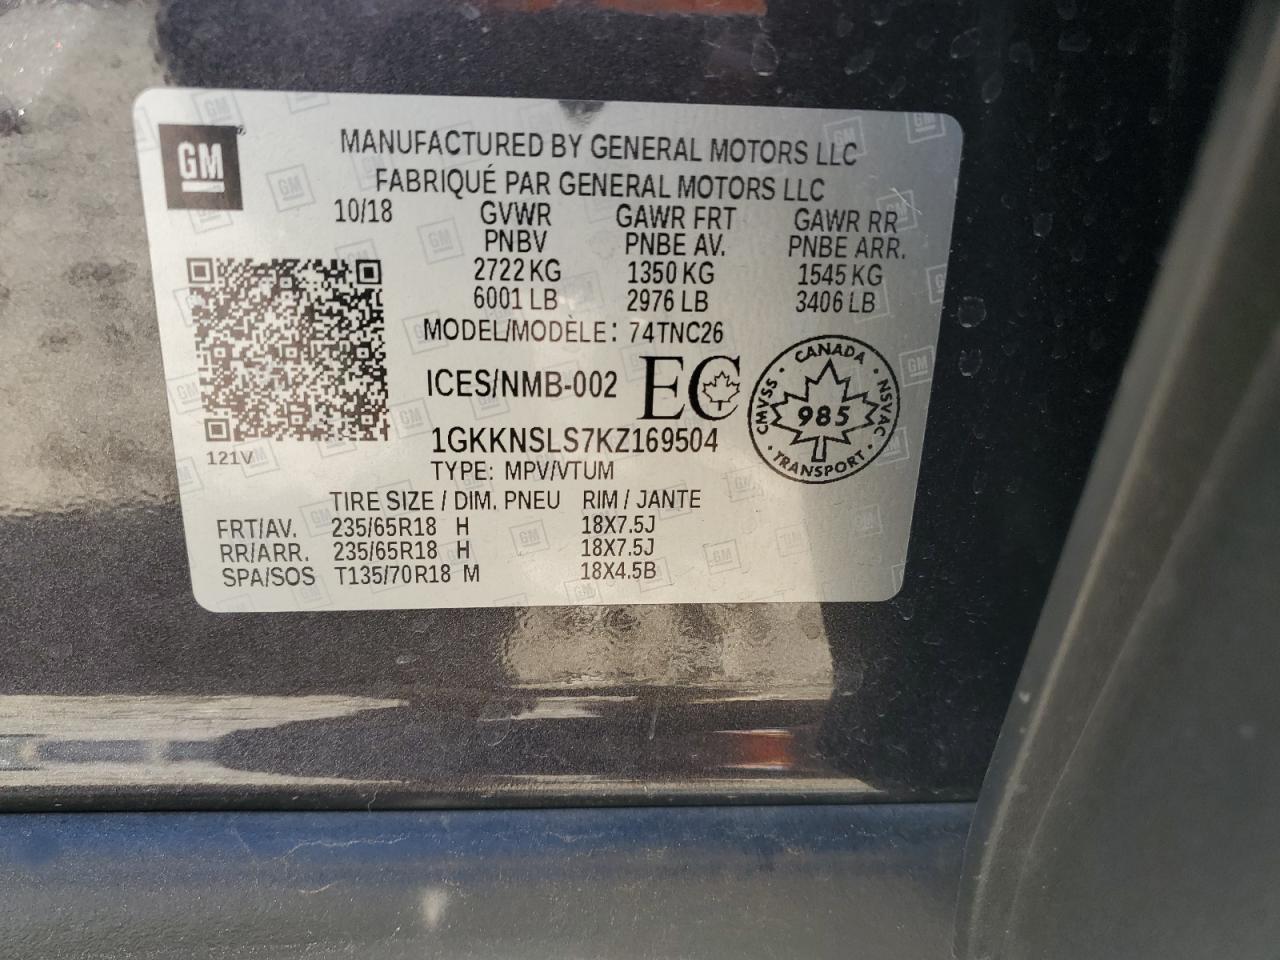 GM
MANUFACTURED BY GENERAL MOTORS LLC
FABRIQUÉ PAR GENERAL MOTORS LLC
10/18 GVWR GAWR FRT GAWR RR
PNBV PNBE AV. PNBE ARR.
2722 KG 1350 KG 1545 KG
6001 LB 2976 LB 3406 LB
MODEL/MODÈLE: 74TNC26
ICES/NMB-002 EC
CANADA
CMVSS 985 NSVAC
TRANSPORT
121V
1GKKNSLS7KZ169504
TYPE: MPV/VTUM
TIRE SIZE / DIM. PNEU RIM / JANTE
FRT/AV. 235/65R18 H 18X7.5J
RR/ARR. 235/65R18 H 18X7.5J
SPA/SOS T135/70R18 M 18X4.5B